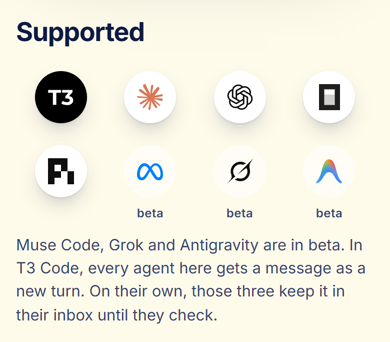 Supported
T3
beta
beta
beta
Muse Code, Grok and Antigravity are in beta. In
T3 Code, every agent here gets a message as a
new turn. On their own, those three keep it in
their inbox until they check.